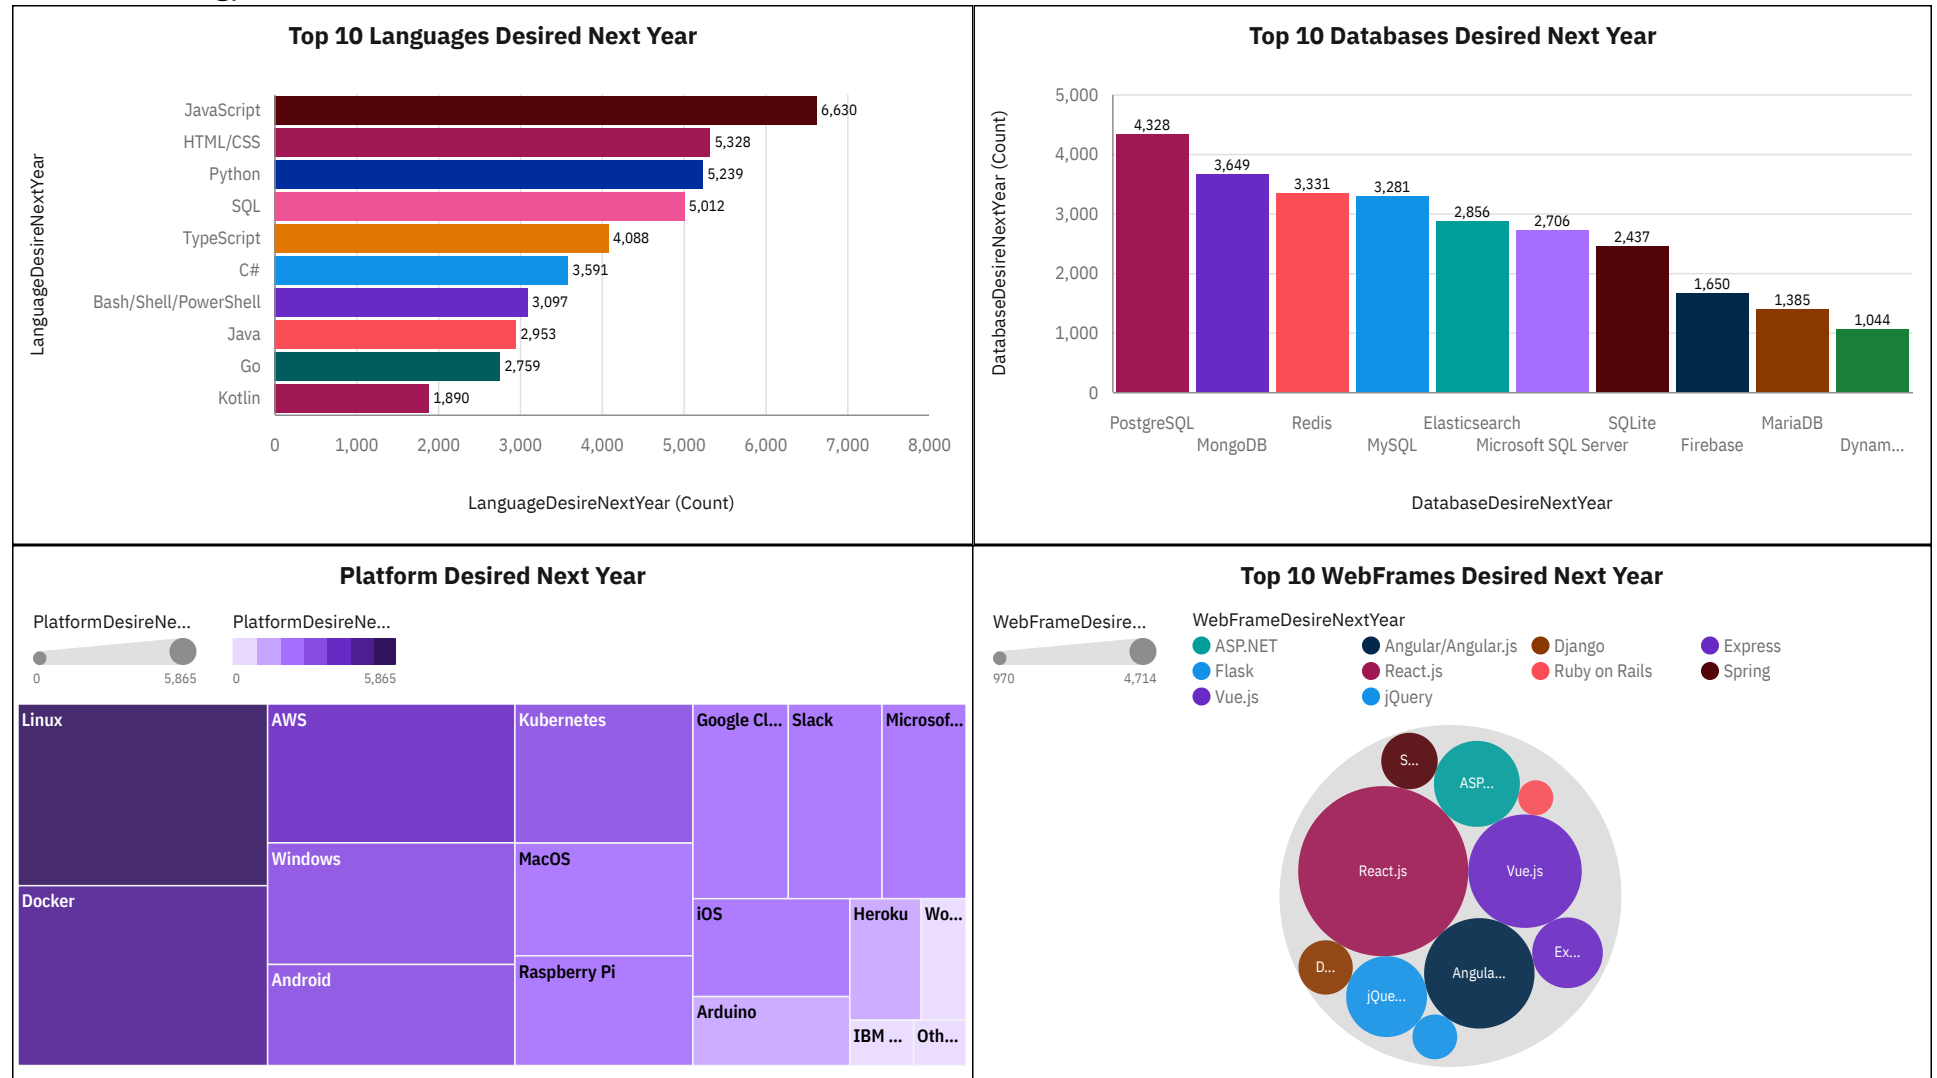 Top 10 Languages Desired Next Year
LanguageDesireNextYear
JavaScript 6,630
HTML/CSS 5,328
Python 5,239
SQL 5,012
TypeScript 4,088
C# 3,591
Bash/Shell/PowerShell 3,097
Java 2,953
Go 2,759
Kotlin 1,890
0 1,000 2,000 3,000 4,000 5,000 6,000 7,000 8,000
LanguageDesireNextYear (Count)
Top 10 Databases Desired Next Year
DatabaseDesireNextYear (Count)
5,000
4,000
3,000
2,000
1,000
0
4,328
3,649
3,331
3,281
2,856
2,706
2,437
1,650
1,385
1,044
PostgreSQL Redis Elasticsearch SQLite MariaDB
MongoDB MySQL Microsoft SQL Server Firebase Dynam...
DatabaseDesireNextYear
Platform Desired Next Year
PlatformDesireNe... PlatformDesireNe...
0 5,865 0 5,865
Linux AWS Kubernetes Google Cl... Slack Microsof...
Windows MacOS
Docker iOS Heroku Wo...
Android Raspberry Pi
Arduino
IBM ... Oth...
Top 10 WebFrames Desired Next Year
WebFrameDesire...
970 4,714
WebFrameDesireNextYear
ASP.NET Angular/Angular.js Django Express
Flask React.js Ruby on Rails Spring
Vue.js jQuery
S...
ASP...
React.js
Vue.js
Ex...
D...
Angula...
jQue...